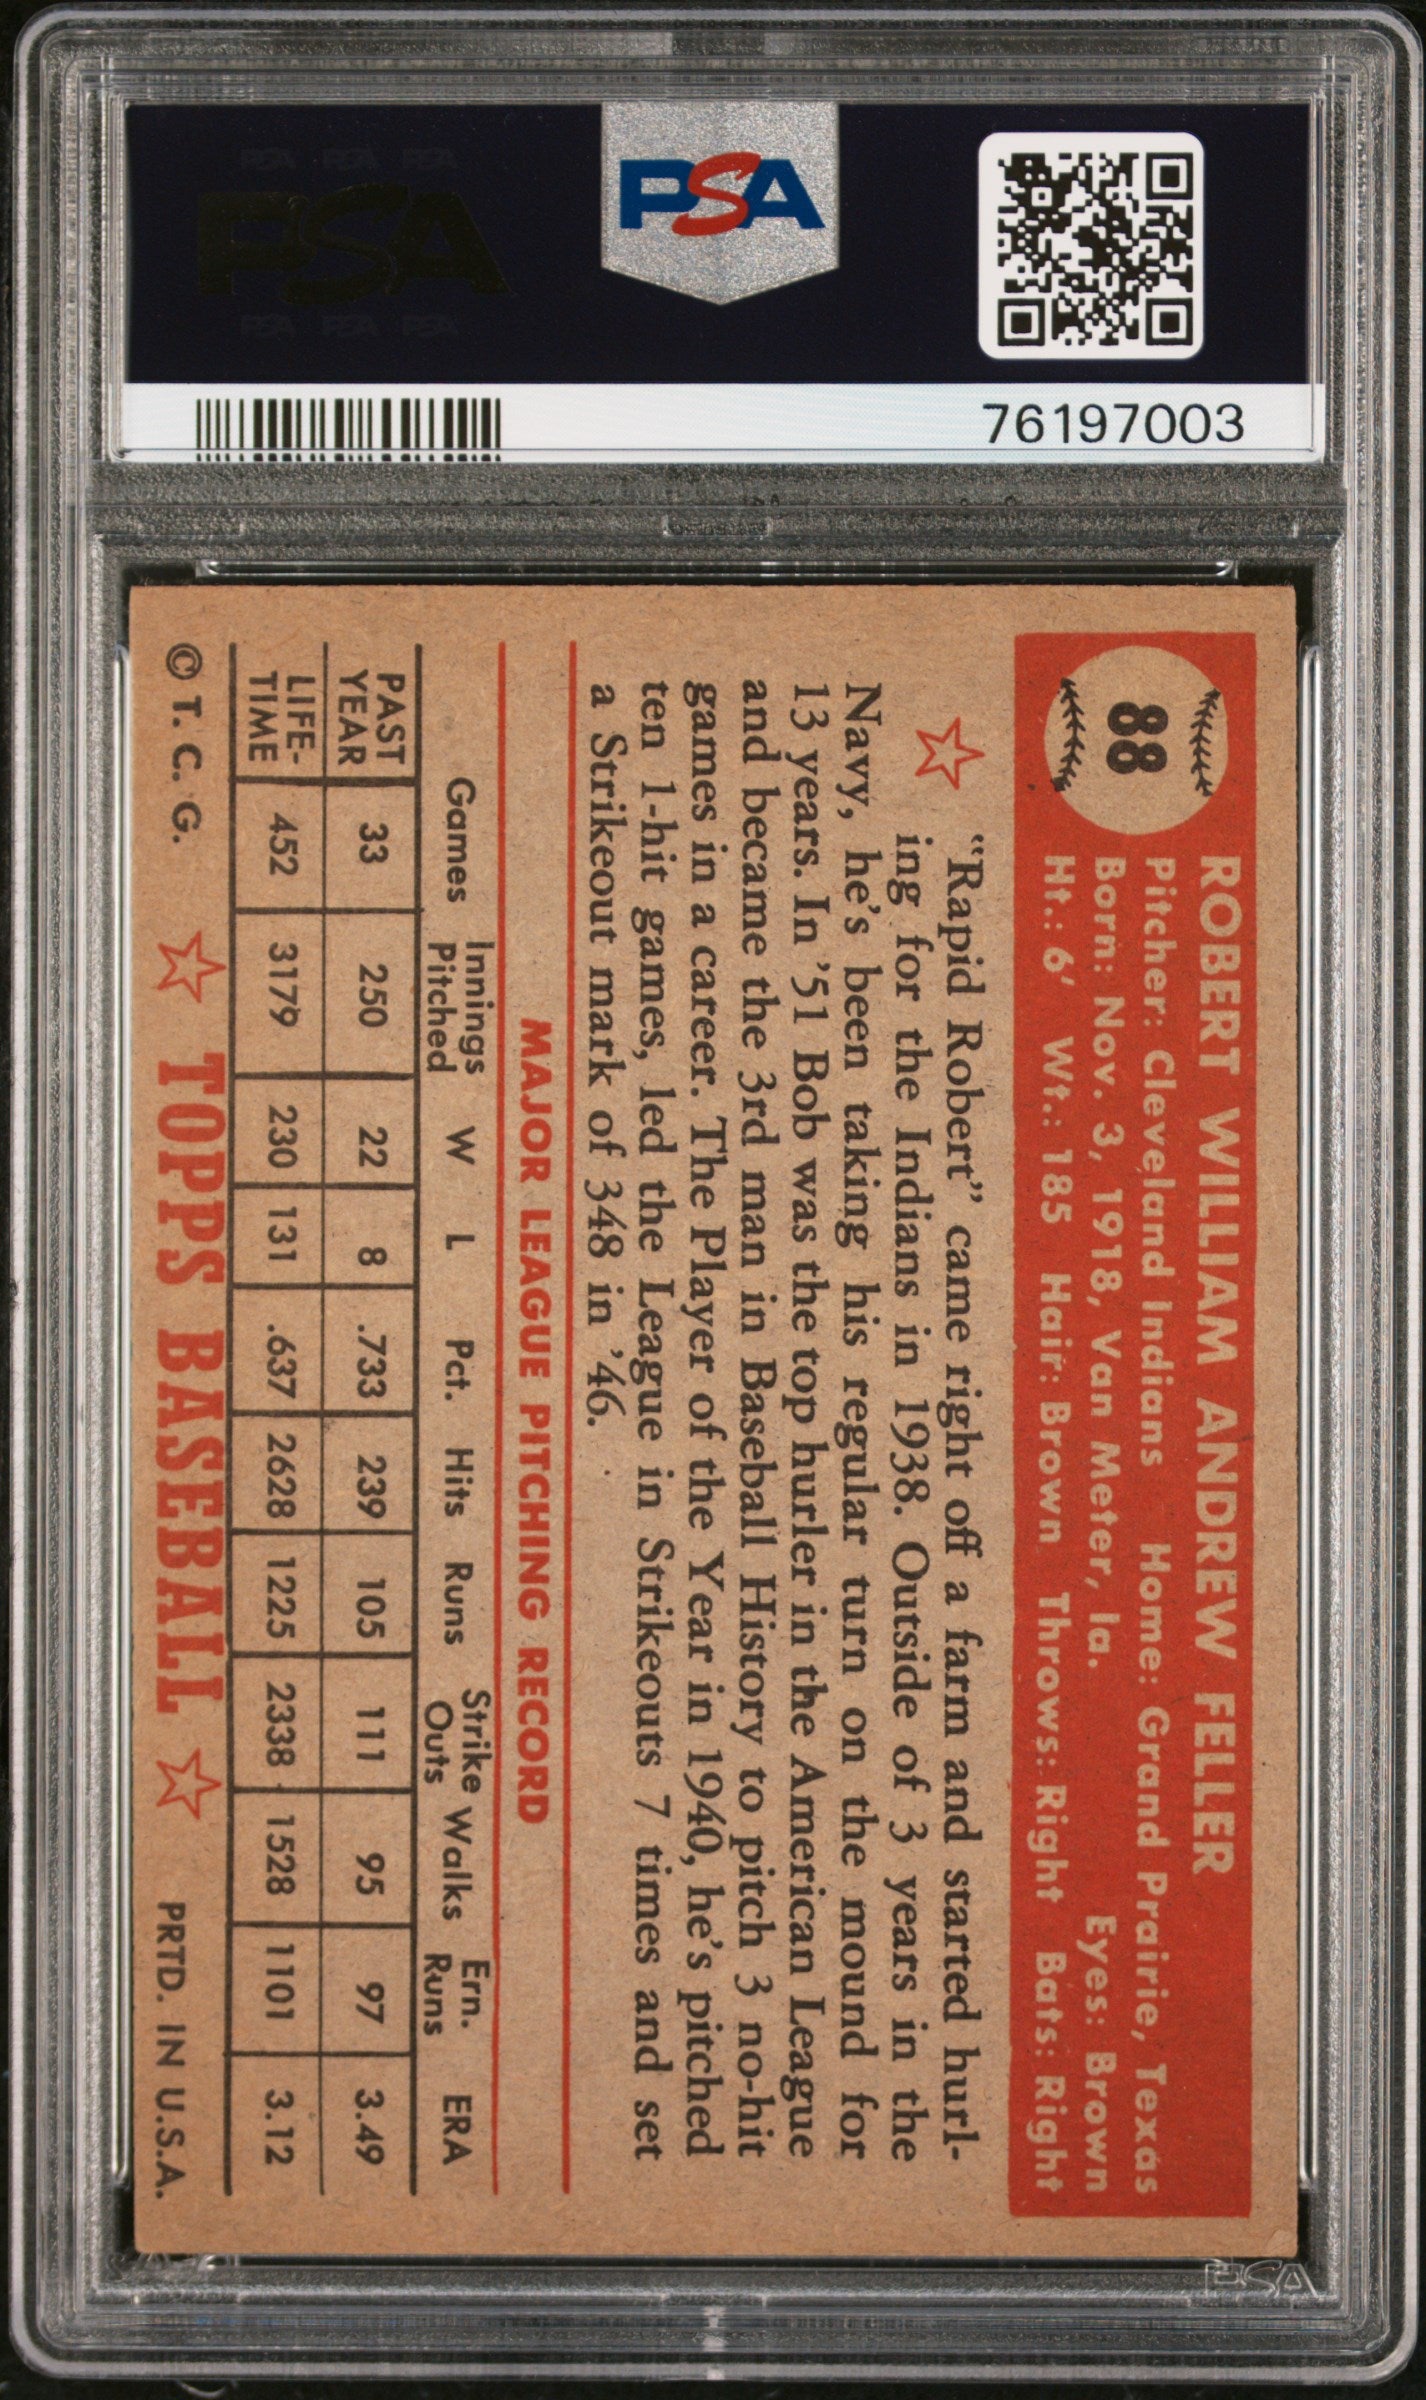 PSA
PSA PSA PSA
PSA
PSA PSA PSA
76197003
88
ROBERT WILLIAM ANDREW FELLER
Pitcher: Cleveland Indians Home: Grand Prairie, Texas
Born: Nov. 3, 1918, Van Meter, Ia. Eyes: Brown
Ht.: 6' Wt.: 185 Hair: Brown Throws: Right Bats: Right
"Rapid Robert" came right off a farm and started hurl-
ing for the Indians in 1938. Outside of 3 years in the
Navy, he's been taking his regular turn on the mound for
13 years. In '51 Bob was the top hurler in the American League
and became the 3rd man in Baseball History to pitch 3 no-hit
games in a career. The Player of the Year in 1940, he's pitched
ten 1-hit games, led the League in Strikeouts 7 times and set
a Strikeout mark of 348 in '46.
MAJOR LEAGUE PITCHING RECORD
Games Innings Pitched W L Pct. Hits Runs Strike Outs Walks Ern. Runs ERA
PAST YEAR 33 250 22 8 .733 239 105 111 95 97 3.49
LIFE-TIME 452 3179 230 131 .637 2628 1225 2338 1528 1101 3.12
© T. C. G. TOPPS BASEBALL PRTD. IN U.S.A.
PSA